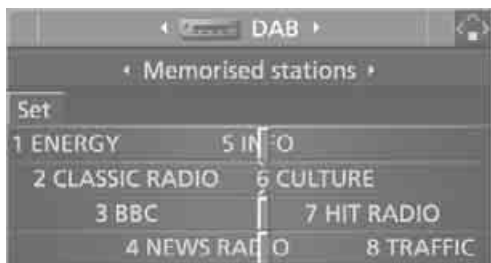 DAB
Memorised stations
Set
1 ENERGY 5 INFO
2 CLASSIC RADIO 6 CULTURE
3 BBC 7 HIT RADIO
4 NEWS RADIO 8 TRAFFIC